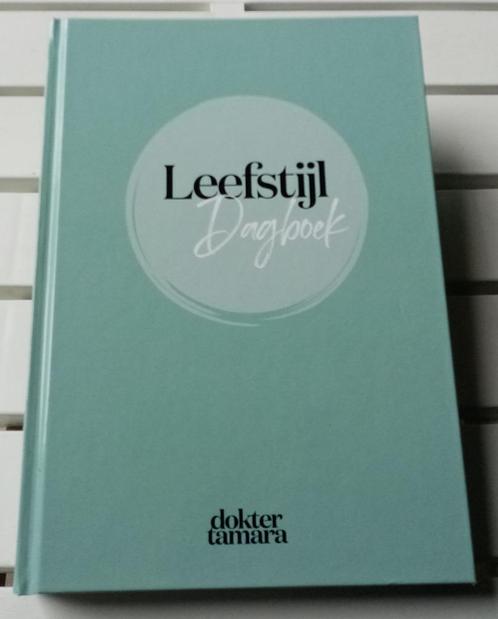 Leefstijl
Dagboek
dokter
tamara